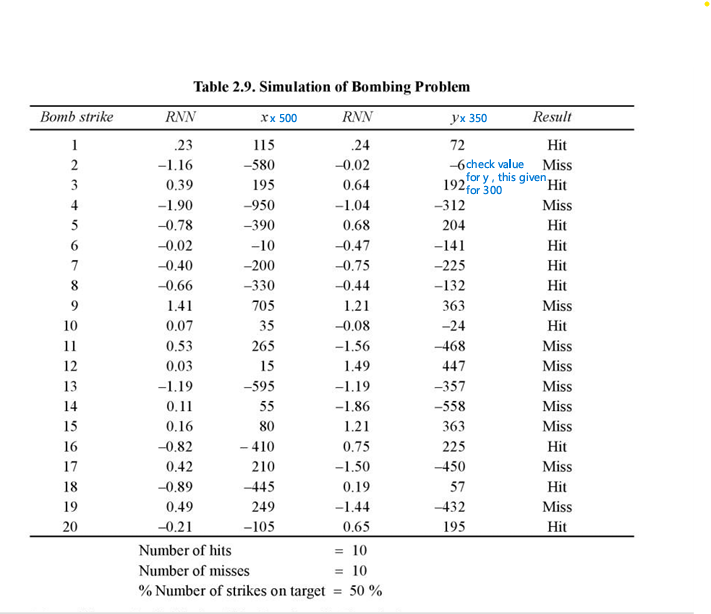 Table 2.9. Simulation of Bombing Problem
Bomb strike RNN x x 500 RNN y x 350 Result
1 .23 115 .24 72 Hit
2 –1.16 –580 –0.02 –6 check value Miss
for y , this given
3 0.39 195 0.64 192 Hit
for 300
4 –1.90 –950 –1.04 –312 Miss
5 –0.78 –390 0.68 204 Hit
6 –0.02 –10 –0.47 –141 Hit
7 –0.40 –200 –0.75 –225 Hit
8 –0.66 –330 –0.44 –132 Hit
9 1.41 705 1.21 363 Miss
10 0.07 35 –0.08 –24 Hit
11 0.53 265 –1.56 –468 Miss
12 0.03 15 1.49 447 Miss
13 –1.19 –595 –1.19 –357 Miss
14 0.11 55 –1.86 –558 Miss
15 0.16 80 1.21 363 Miss
16 –0.82 – 410 0.75 225 Hit
17 0.42 210 –1.50 –450 Miss
18 –0.89 –445 0.19 57 Hit
19 0.49 249 –1.44 –432 Miss
20 –0.21 –105 0.65 195 Hit
Number of hits = 10
Number of misses = 10
% Number of strikes on target = 50 %